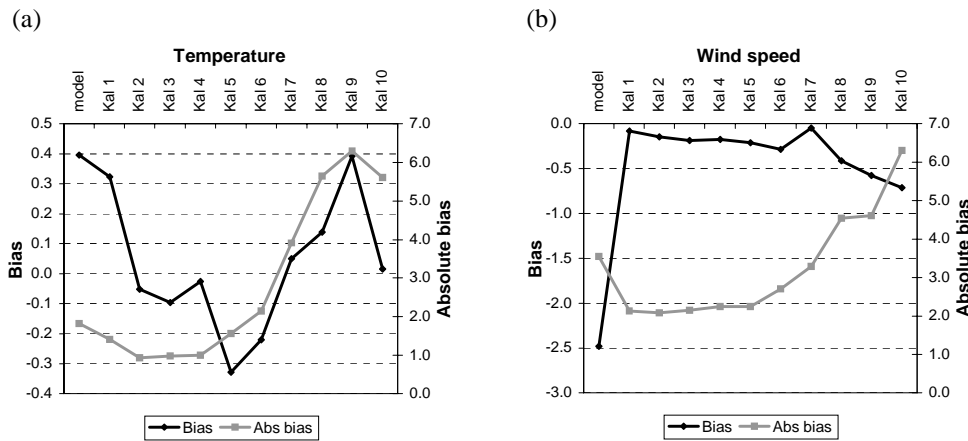 (a)
Temperature
model
Kal 1
Kal 2
Kal 3
Kal 4
Kal 5
Kal 6
Kal 7
Kal 8
Kal 9
Kal 10
Bias
0.5
0.4
0.3
0.2
0.1
0.0
-0.1
-0.2
-0.3
-0.4
7.0
6.0
5.0
4.0
3.0
2.0
1.0
0.0
Absolute bias
Bias
Abs bias
(b)
Wind speed
model
Kal 1
Kal 2
Kal 3
Kal 4
Kal 5
Kal 6
Kal 7
Kal 8
Kal 9
Kal 10
Bias
0.0
-0.5
-1.0
-1.5
-2.0
-2.5
-3.0
7.0
6.0
5.0
4.0
3.0
2.0
1.0
0.0
Absolute bias
Bias
Abs bias